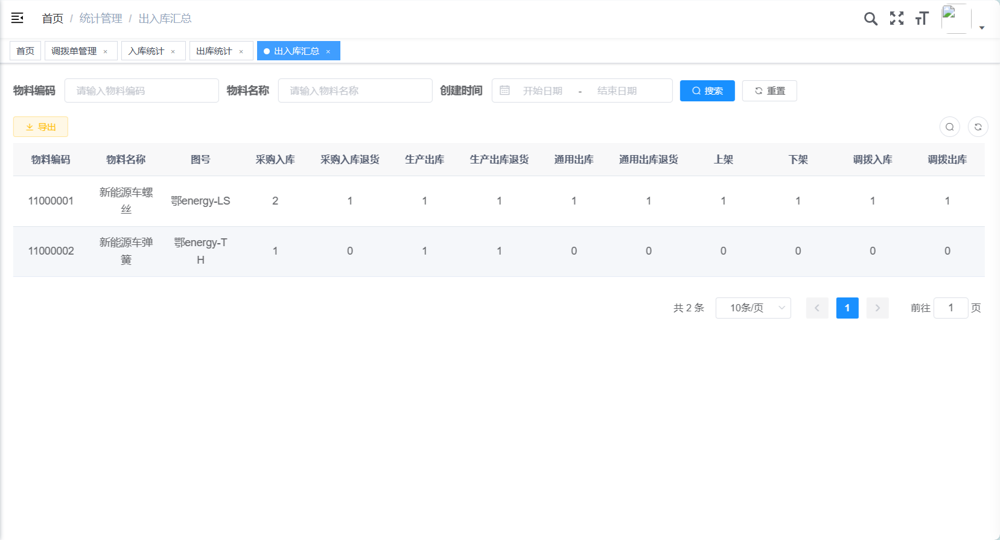 首页 / 统计管理 / 出入库汇总
首页 调拨单管理 × 入库统计 × 出库统计 × 出入库汇总 ×
物料编码 请输入物料编码 物料名称 请输入物料名称 创建时间 开始日期 - 结束日期 搜索 重置
导出
物料编码 物料名称 图号 采购入库 采购入库退货 生产出库 生产出库退货 通用出库 通用出库退货 上架 下架 调拨入库 调拨出库
11000001 新能源车螺丝 鄂energy-LS 2 1 1 1 1 1 1 1 1 1
11000002 新能源车弹簧 鄂energy-TH 1 0 1 1 0 0 0 0 0 0
共 2 条 10条/页 1 前往 1 页